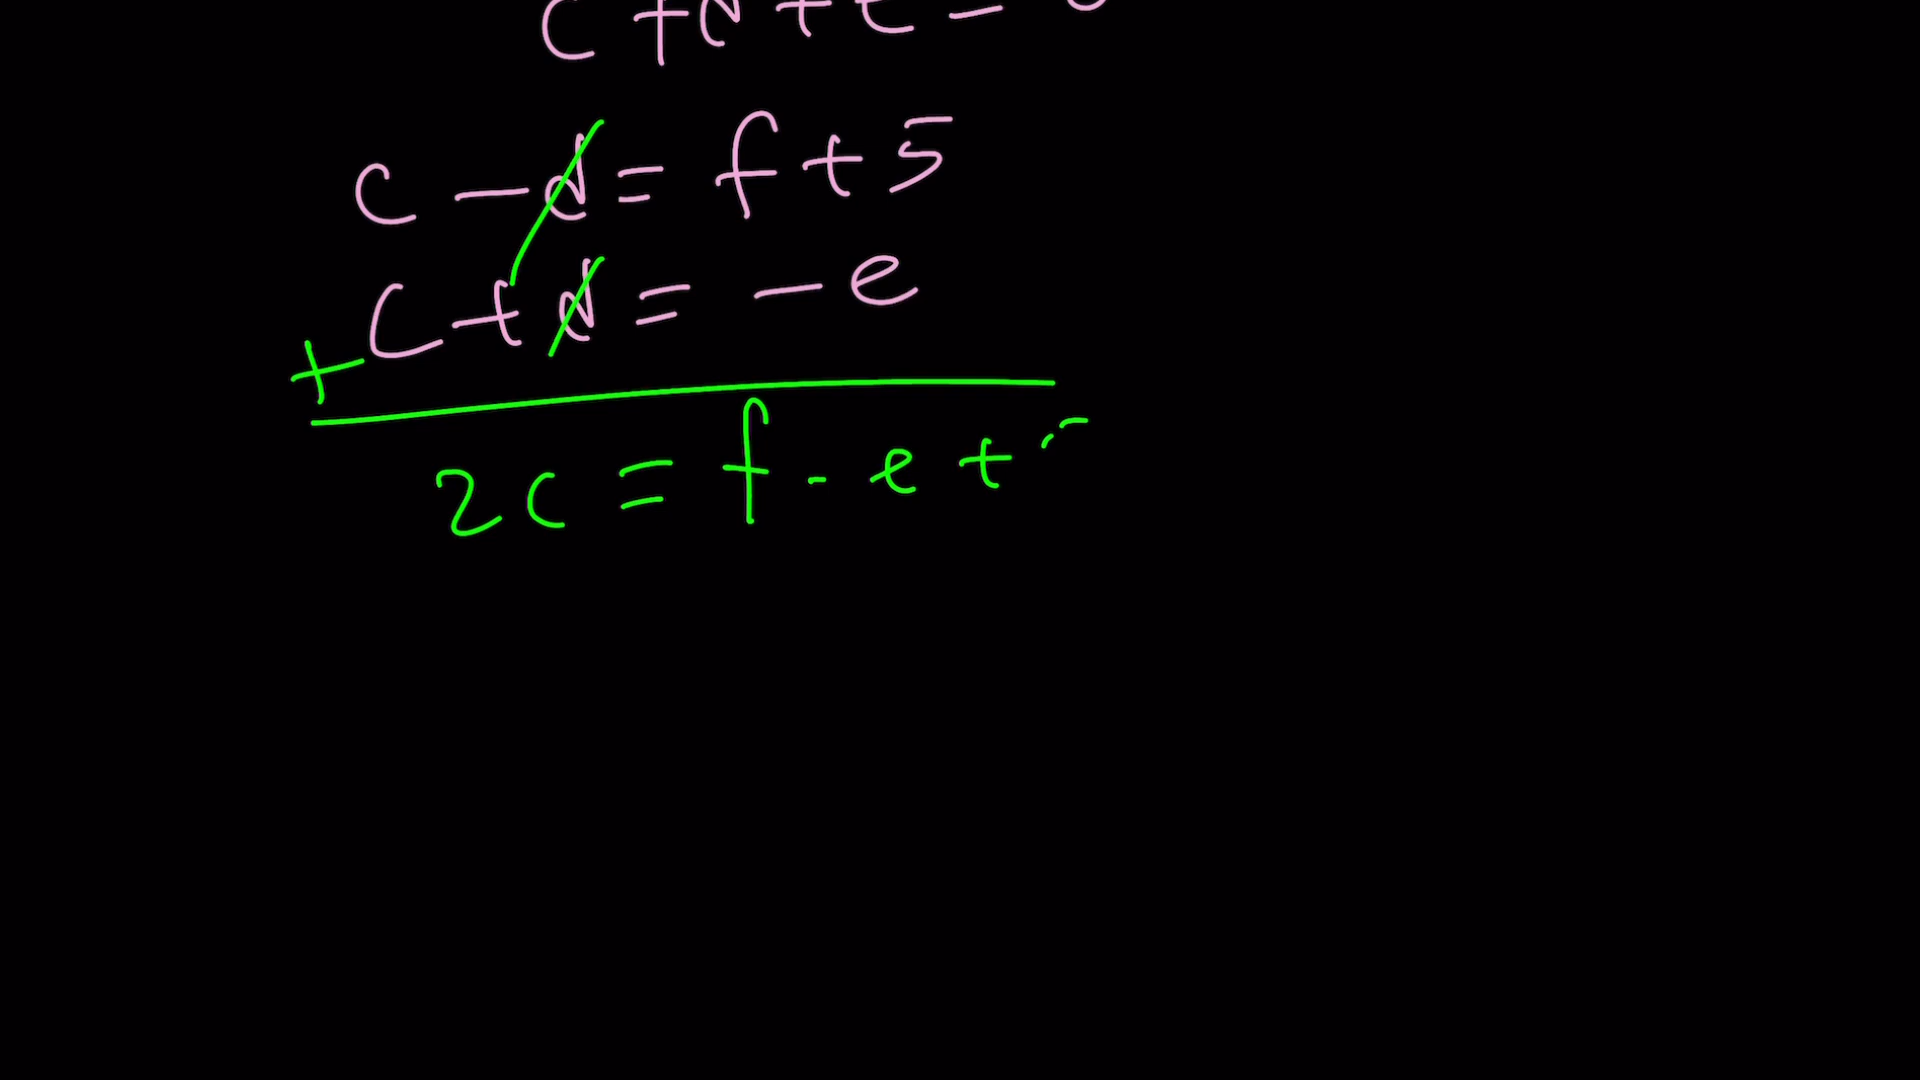 c + d + e =
c - d = f + 5
c + d = - e
+
2c = f - e +